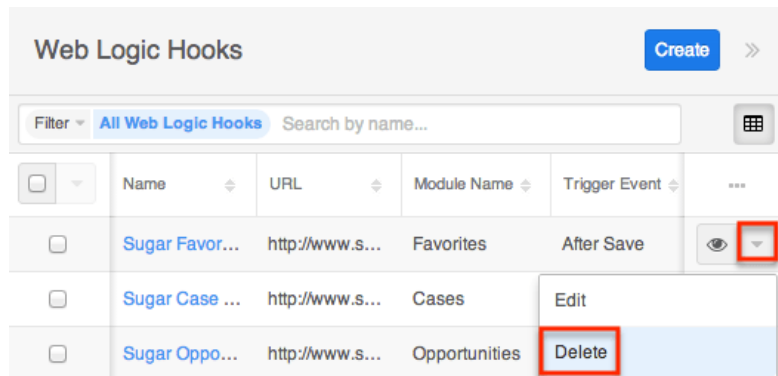 Web Logic Hooks Create
Filter All Web Logic Hooks Search by name...
Name URL Module Name Trigger Event
Sugar Favor... http://www.s... Favorites After Save
Sugar Case ... http://www.s... Cases Edit
Sugar Oppo... http://www.s... Opportunities Delete